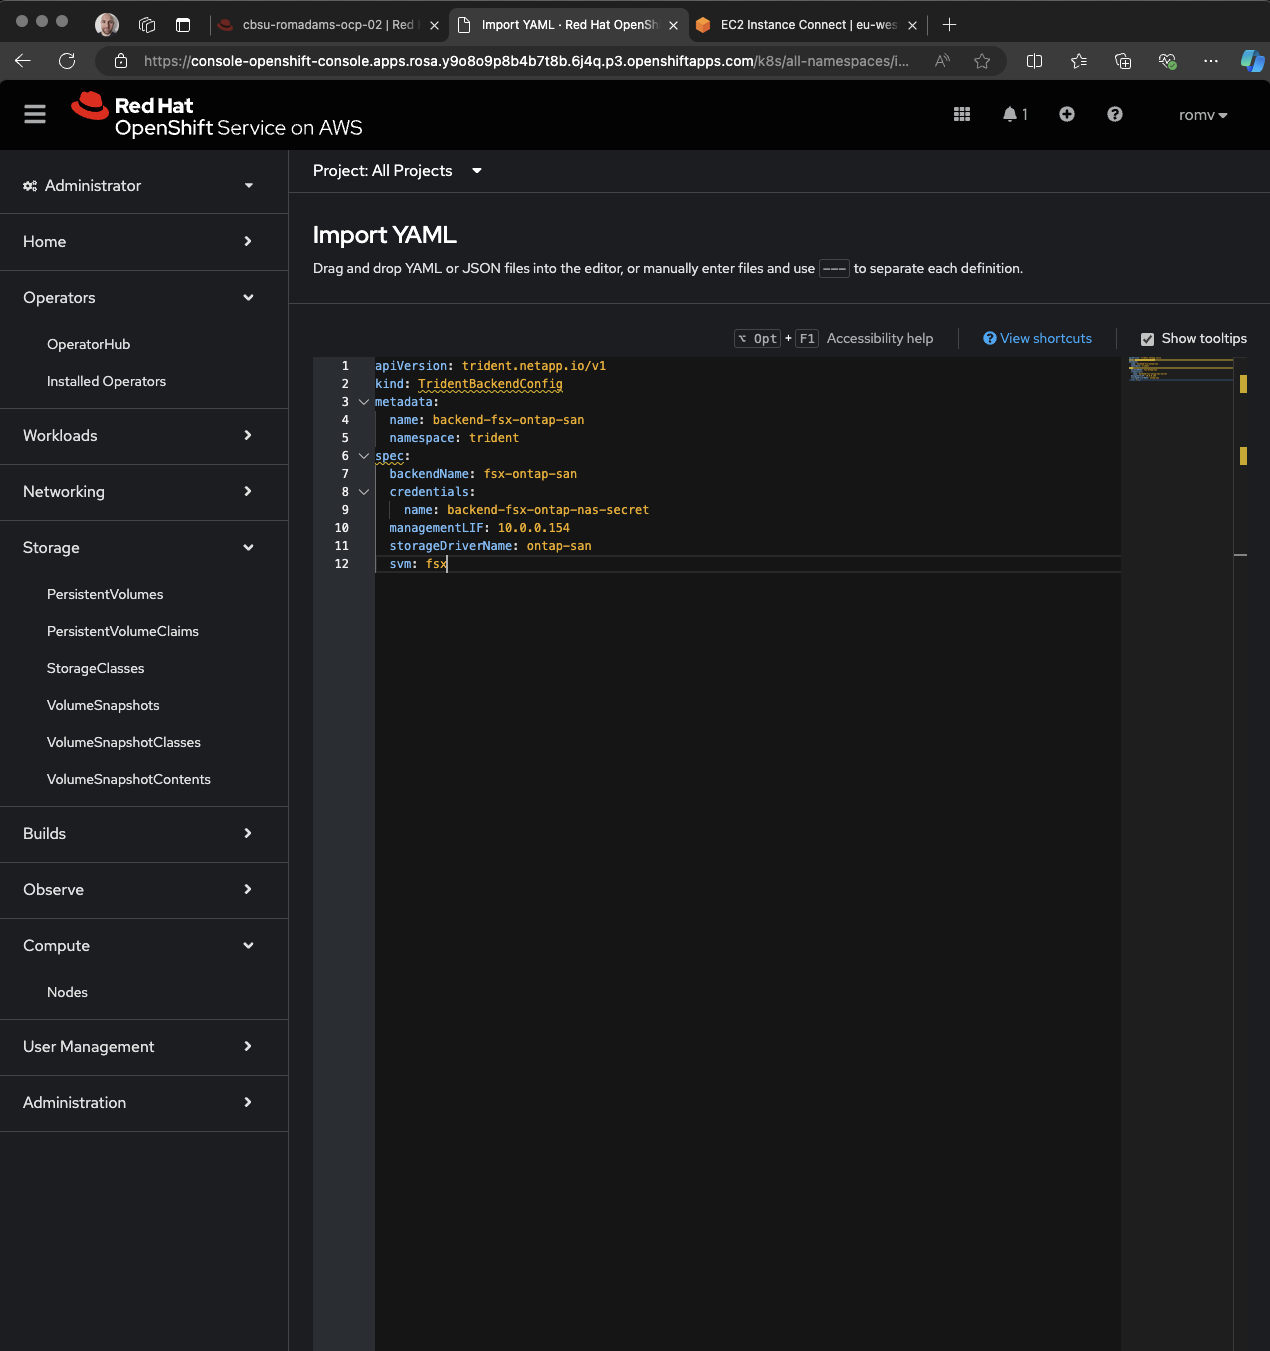 cbsu-romadams-ocp-02 | Red
Import YAML · Red Hat OpenShi
EC2 Instance Connect | eu-wes
https://console-openshift-console.apps.rosa.y9o8o9p8b4b7t8b.6j4q.p3.openshiftapps.com/k8s/all-namespaces/i...
Red Hat
OpenShift Service on AWS
1
romv
Administrator
Home
Operators
OperatorHub
Installed Operators
Workloads
Networking
Storage
PersistentVolumes
PersistentVolumeClaims
StorageClasses
VolumeSnapshots
VolumeSnapshotClasses
VolumeSnapshotContents
Builds
Observe
Compute
Nodes
User Management
Administration
Project: All Projects
Import YAML
Drag and drop YAML or JSON files into the editor, or manually enter files and use --- to separate each definition.
⌥ Opt + F1 Accessibility help
View shortcuts
Show tooltips
1 apiVersion: trident.netapp.io/v1
2 kind: TridentBackendConfig
3 metadata:
4 name: backend-fsx-ontap-san
5 namespace: trident
6 spec:
7 backendName: fsx-ontap-san
8 credentials:
9 name: backend-fsx-ontap-nas-secret
10 managementLIF: 10.0.0.154
11 storageDriverName: ontap-san
12 svm: fsx